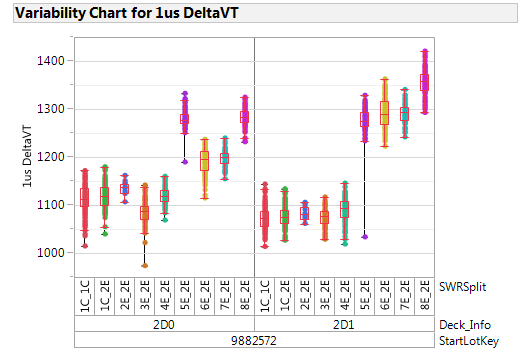 Variability Chart for 1us DeltaVT
1us DeltaVT
1400
1300
1200
1100
1000
1C_1C 1C_2E 2E_2E 3E_2E 4E_2E 5E_2E 6E_2E 7E_2E 8E_2E 1C_1C 1C_2E 2E_2E 3E_2E 4E_2E 5E_2E 6E_2E 7E_2E 8E_2E SWRSplit
2D0 2D1 Deck_Info
9882572 StartLotKey